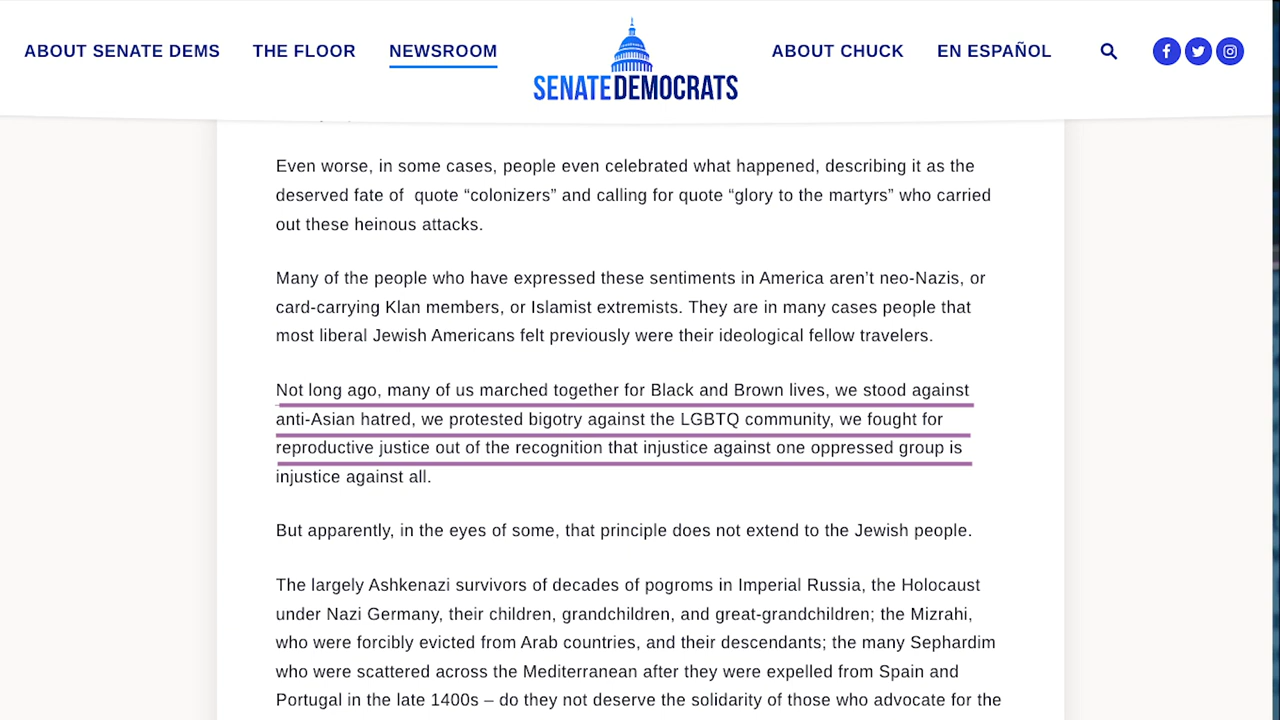 ABOUT SENATE DEMS THE FLOOR NEWSROOM SENATE DEMOCRATS ABOUT CHUCK EN ESPAÑOL
Even worse, in some cases, people even celebrated what happened, describing it as the
deserved fate of quote “colonizers” and calling for quote “glory to the martyrs” who carried
out these heinous attacks.
Many of the people who have expressed these sentiments in America aren’t neo-Nazis, or
card-carrying Klan members, or Islamist extremists. They are in many cases people that
most liberal Jewish Americans felt previously were their ideological fellow travelers.
Not long ago, many of us marched together for Black and Brown lives, we stood against
anti-Asian hatred, we protested bigotry against the LGBTQ community, we fought for
reproductive justice out of the recognition that injustice against one oppressed group is
injustice against all.
But apparently, in the eyes of some, that principle does not extend to the Jewish people.
The largely Ashkenazi survivors of decades of pogroms in Imperial Russia, the Holocaust
under Nazi Germany, their children, grandchildren, and great-grandchildren; the Mizrahi,
who were forcibly evicted from Arab countries, and their descendants; the many Sephardim
who were scattered across the Mediterranean after they were expelled from Spain and
Portugal in the late 1400s – do they not deserve the solidarity of those who advocate for the